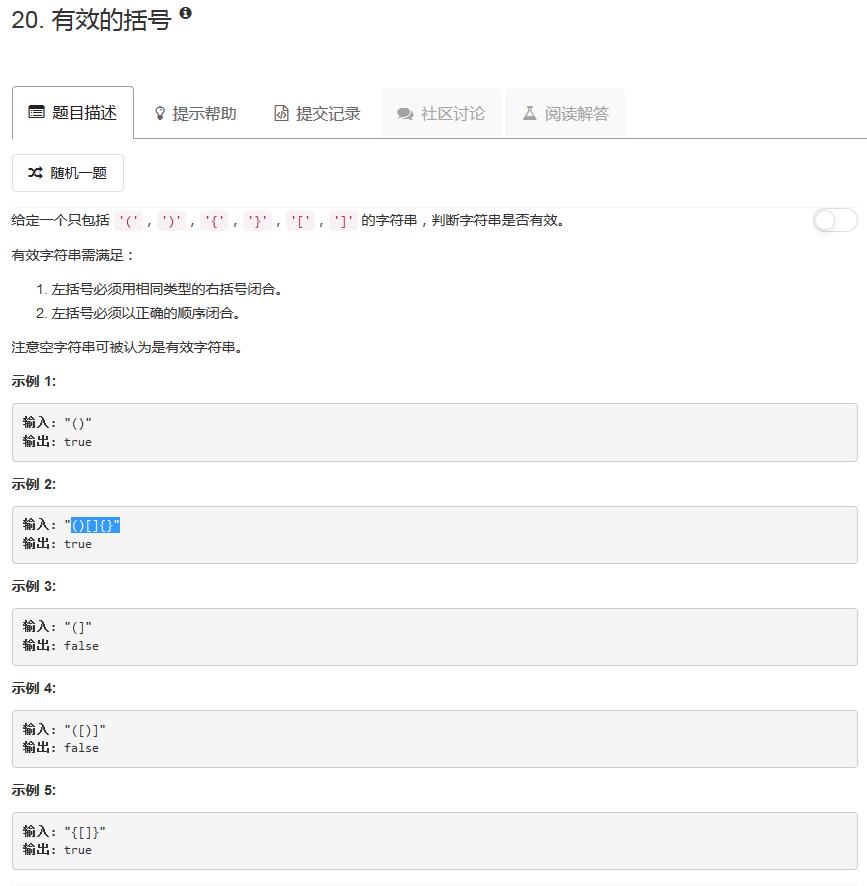 20. 有效的括号
题目描述
提示帮助
提交记录
社区讨论
阅读解答
随机一题
给定一个只包括 '(' ，')' ，'{' ，'}' ，'[' ，']' 的字符串，判断字符串是否有效。
有效字符串需满足：
1. 左括号必须用相同类型的右括号闭合。
2. 左括号必须以正确的顺序闭合。
注意空字符串可被认为是有效字符串。
示例 1:
输入: "()"
输出: true
示例 2:
输入: "()[]{}"
输出: true
示例 3:
输入: "(]"
输出: false
示例 4:
输入: "([)]"
输出: false
示例 5:
输入: "{[]}"
输出: true